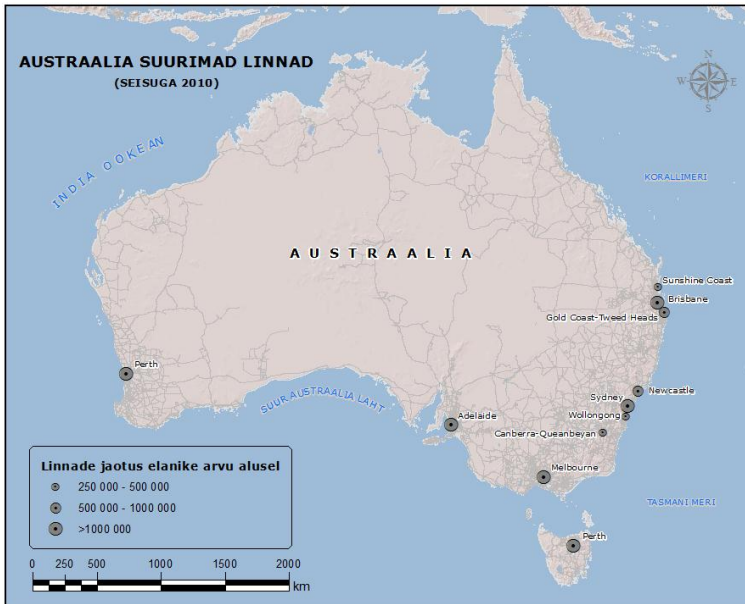 AUSTRAALIA SUURIMAD LINNAD
(SEISUGA 2010)
N
W E
S
INDIA OOKEAN
KORALLIMERI
AUSTRAALIA
Sunshine Coast
Brisbane
Gold Coast-Tweed Heads
Perth
Newcastle
Sydney
SUUR AUSTRAALIA LAHT
Adelaide
Wollongong
Canberra-Queanbeyan
Melbourne
Linnade jaotus elanike arvu alusel
250 000 - 500 000
500 000 - 1000 000
>1000 000
TASMANI MERI
Perth
0 250 500 1000 1500 2000
km